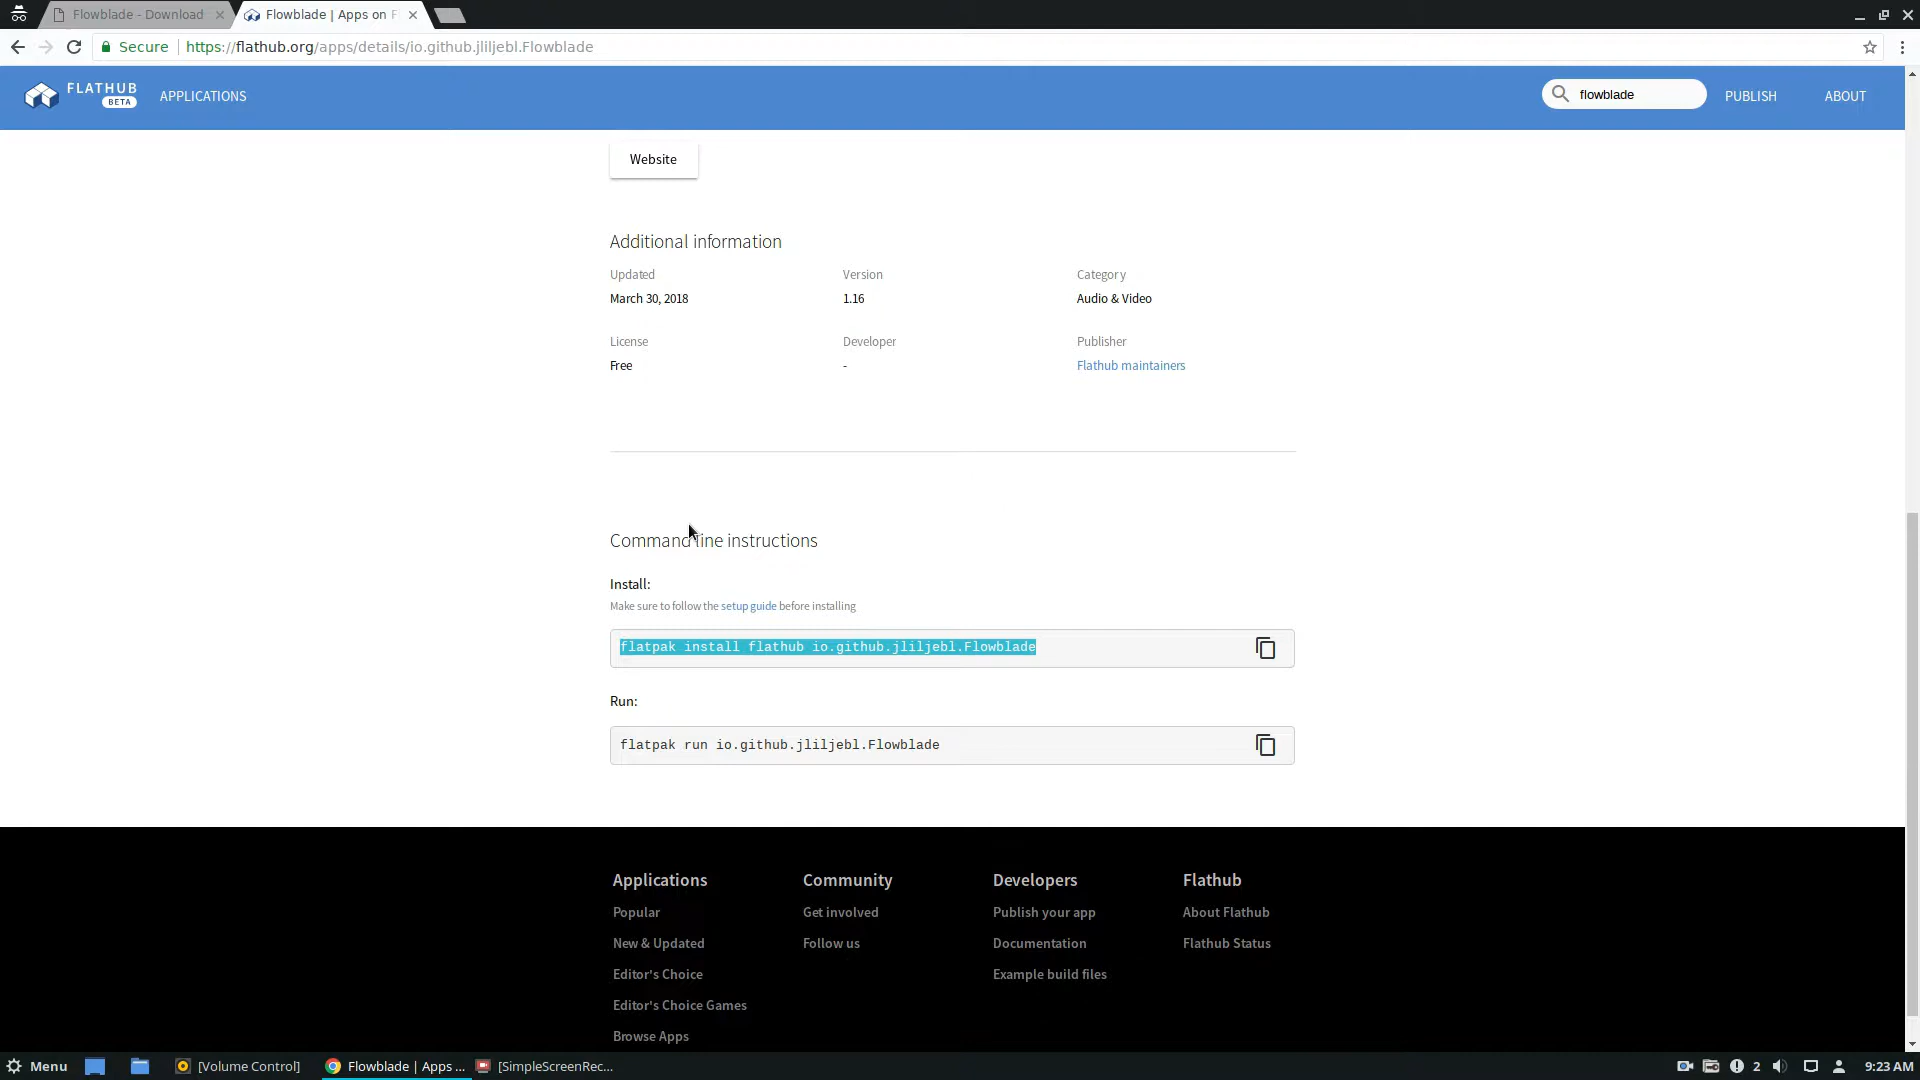 Flowblade - Download
Flowblade | Apps on F
Secure https://flathub.org/apps/details/io.github.jliljebl.Flowblade
FLATHUB
BETA
APPLICATIONS
flowblade
PUBLISH
ABOUT
Website
Additional information
Updated Version Category
March 30, 2018 1.16 Audio & Video
License Developer Publisher
Free - Flathub maintainers
Command line instructions
Install:
Make sure to follow the setup guide before installing
flatpak install flathub io.github.jliljebl.Flowblade
Run:
flatpak run io.github.jliljebl.Flowblade
Applications Community Developers Flathub
Popular Get involved Publish your app About Flathub
New & Updated Follow us Documentation Flathub Status
Editor's Choice Example build files
Editor's Choice Games
Browse Apps
Menu [Volume Control] Flowblade | Apps ... [SimpleScreenRec... 2 9:23 AM